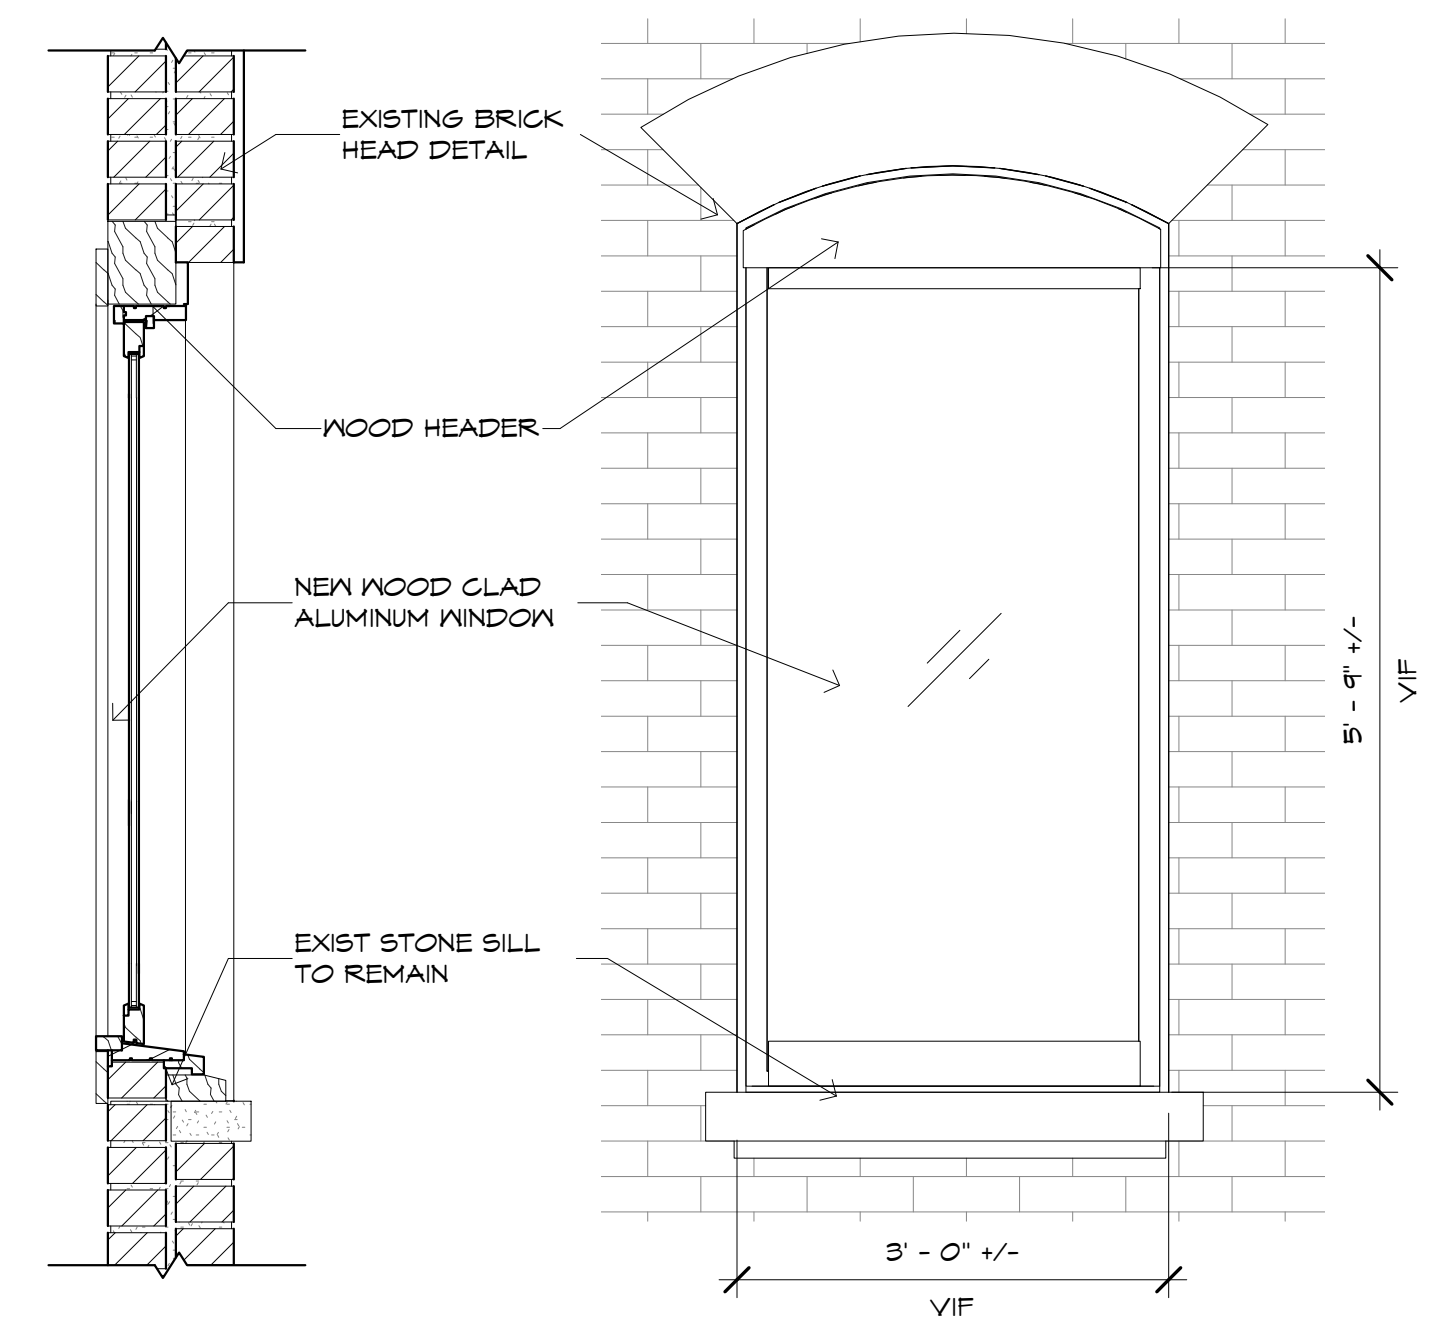 EXISTING BRICK
HEAD DETAIL
WOOD HEADER
NEW WOOD CLAD
ALUMINUM WINDOW
5' - 9" +/-
VIF
EXIST STONE SILL
TO REMAIN
3' - 0" +/-
VIF